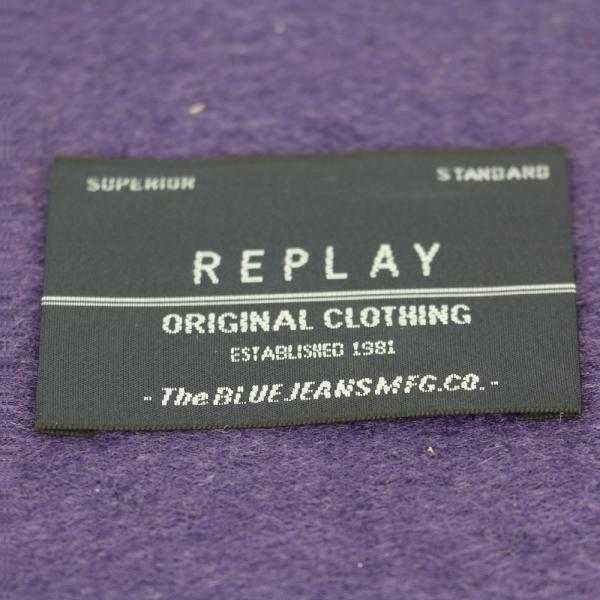 SUPERIOR STANDARD
REPLAY
ORIGINAL CLOTHING
ESTABLISHED 1981
- The BLUE JEANS MFG. CO. -